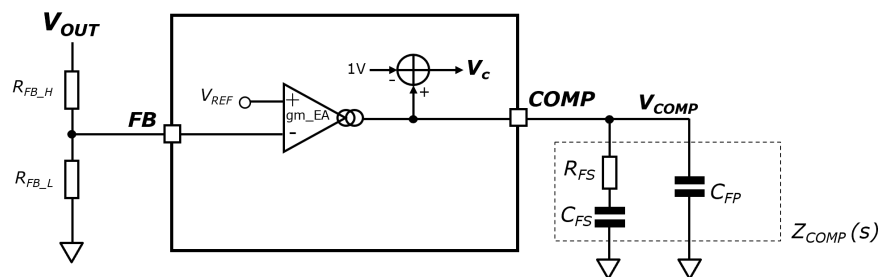 V_OUT
R_FB_H
R_FB_L
FB
V_REF
+
gm_EA
-
1V
-
+
V_c
COMP
V_COMP
R_FS
C_FS
C_FP
Z_COMP (s)